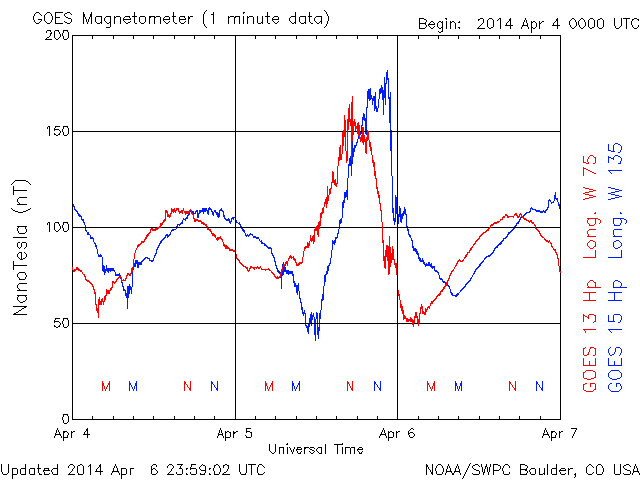 GOES Magnetometer (1 minute data)
Begin: 2014 Apr 4 0000 UTC
200
150
100
50
0
NanoTesla (nT)
M M N N M M N N M M N N
Apr 4 Apr 5 Apr 6 Apr 7
Universal Time
GOES 13 Hp Long. W 75
GOES 15 Hp Long. W 135
Updated 2014 Apr 6 23:59:02 UTC
NOAA/SWPC Boulder, CO USA